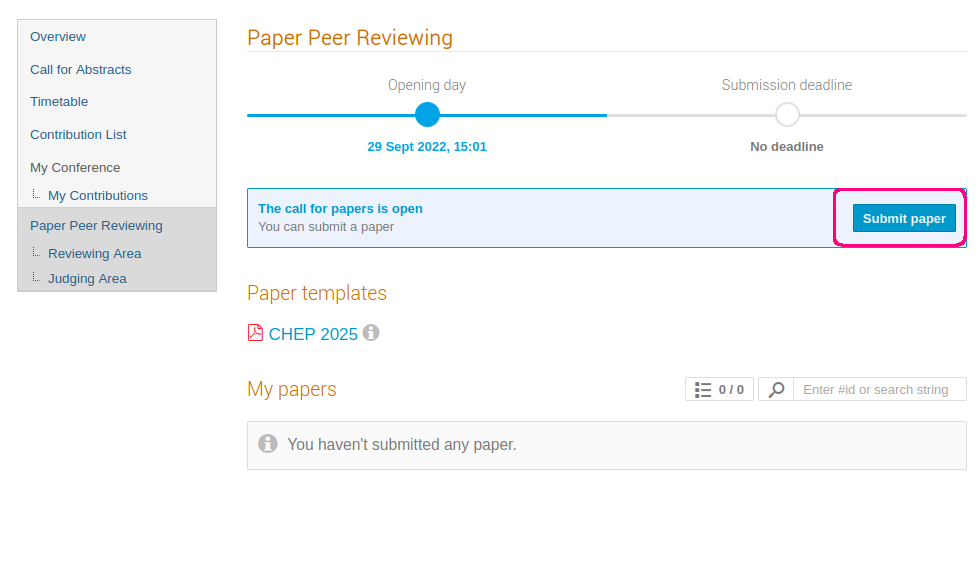 Overview
Call for Abstracts
Timetable
Contribution List
My Conference
My Contributions
Paper Peer Reviewing
Reviewing Area
Judging Area
Paper Peer Reviewing
Opening day
Submission deadline
29 Sept 2022, 15:01
No deadline
The call for papers is open
You can submit a paper
Submit paper
Paper templates
CHEP 2025
My papers
0 / 0
Enter #id or search string
You haven't submitted any paper.